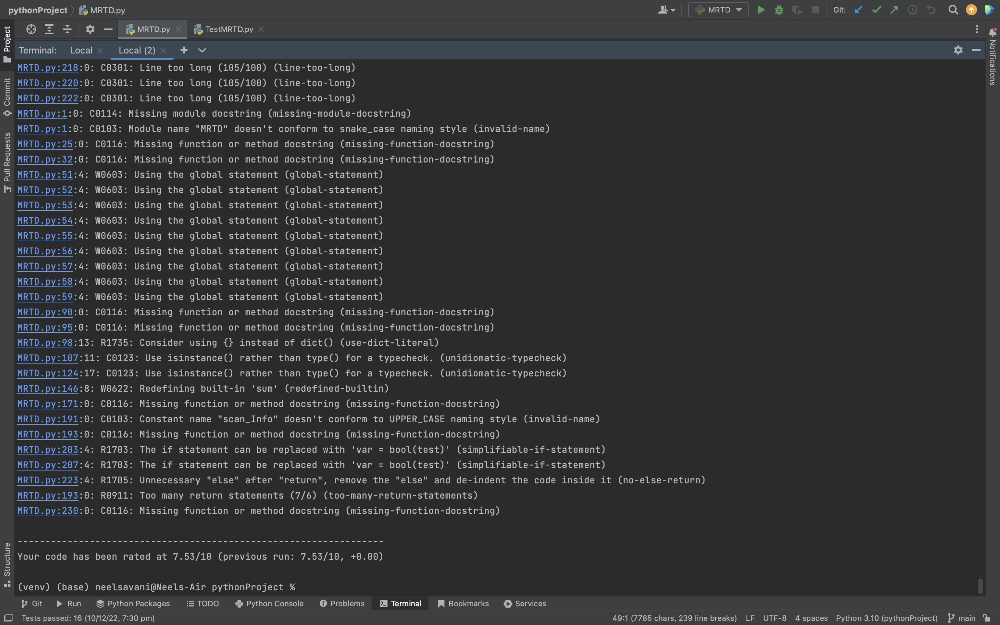 pythonProject MRTD.py MRTD Git:
MRTD.py TestMRTD.py
Terminal: Local Local (2)
MRTD.py:218:0: C0301: Line too long (105/100) (line-too-long)
MRTD.py:220:0: C0301: Line too long (105/100) (line-too-long)
MRTD.py:222:0: C0301: Line too long (105/100) (line-too-long)
MRTD.py:1:0: C0114: Missing module docstring (missing-module-docstring)
MRTD.py:1:0: C0103: Module name "MRTD" doesn't conform to snake_case naming style (invalid-name)
MRTD.py:25:0: C0116: Missing function or method docstring (missing-function-docstring)
MRTD.py:32:0: C0116: Missing function or method docstring (missing-function-docstring)
MRTD.py:51:4: W0603: Using the global statement (global-statement)
MRTD.py:52:4: W0603: Using the global statement (global-statement)
MRTD.py:53:4: W0603: Using the global statement (global-statement)
MRTD.py:54:4: W0603: Using the global statement (global-statement)
MRTD.py:55:4: W0603: Using the global statement (global-statement)
MRTD.py:56:4: W0603: Using the global statement (global-statement)
MRTD.py:57:4: W0603: Using the global statement (global-statement)
MRTD.py:58:4: W0603: Using the global statement (global-statement)
MRTD.py:59:4: W0603: Using the global statement (global-statement)
MRTD.py:90:0: C0116: Missing function or method docstring (missing-function-docstring)
MRTD.py:95:0: C0116: Missing function or method docstring (missing-function-docstring)
MRTD.py:98:13: R1735: Consider using {} instead of dict() (use-dict-literal)
MRTD.py:107:11: C0123: Use isinstance() rather than type() for a typecheck. (unidiomatic-typecheck)
MRTD.py:124:17: C0123: Use isinstance() rather than type() for a typecheck. (unidiomatic-typecheck)
MRTD.py:146:8: W0622: Redefining built-in 'sum' (redefined-builtin)
MRTD.py:171:0: C0116: Missing function or method docstring (missing-function-docstring)
MRTD.py:191:0: C0103: Constant name "scan_Info" doesn't conform to UPPER_CASE naming style (invalid-name)
MRTD.py:193:0: C0116: Missing function or method docstring (missing-function-docstring)
MRTD.py:203:4: R1703: The if statement can be replaced with 'var = bool(test)' (simplifiable-if-statement)
MRTD.py:207:4: R1703: The if statement can be replaced with 'var = bool(test)' (simplifiable-if-statement)
MRTD.py:223:4: R1705: Unnecessary "else" after "return", remove the "else" and de-indent the code inside it (no-else-return)
MRTD.py:193:0: R0911: Too many return statements (7/6) (too-many-return-statements)
MRTD.py:230:0: C0116: Missing function or method docstring (missing-function-docstring)
------------------------------------------------------------------
Your code has been rated at 7.53/10 (previous run: 7.53/10, +0.00)
(venv) (base) neelsavani@Neels-Air pythonProject %
Project
Commit
Pull Requests
Structure
Notifications
Git Run Python Packages TODO Python Console Problems Terminal Bookmarks Services
Tests passed: 16 (10/12/22, 7:30 pm) 49:1 (7785 chars, 239 line breaks) LF UTF-8 4 spaces Python 3.10 (pythonProject) main